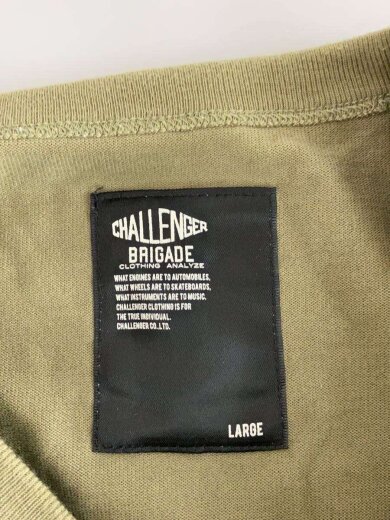 CHALLENGER
BRIGADE
CLOTHING ANALYZE
WHAT ENGINES ARE TO AUTOMOBILES,
WHAT WHEELS ARE TO SKATEBOARDS,
WHAT INSTRUMENTS ARE TO MUSIC.
CHALLENGER CLOTHING IS FOR
THE TRUE INDIVIDUAL.
CHALLENGER CO.,LTD.
LARGE